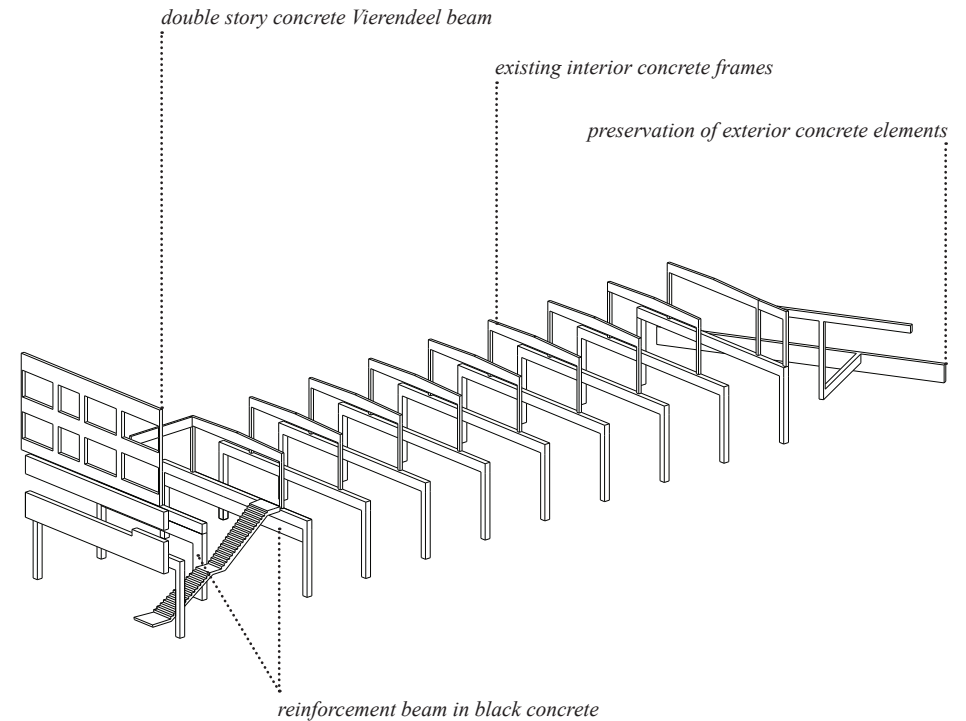 double story concrete Vierendeel beam
existing interior concrete frames
preservation of exterior concrete elements
reinforcement beam in black concrete